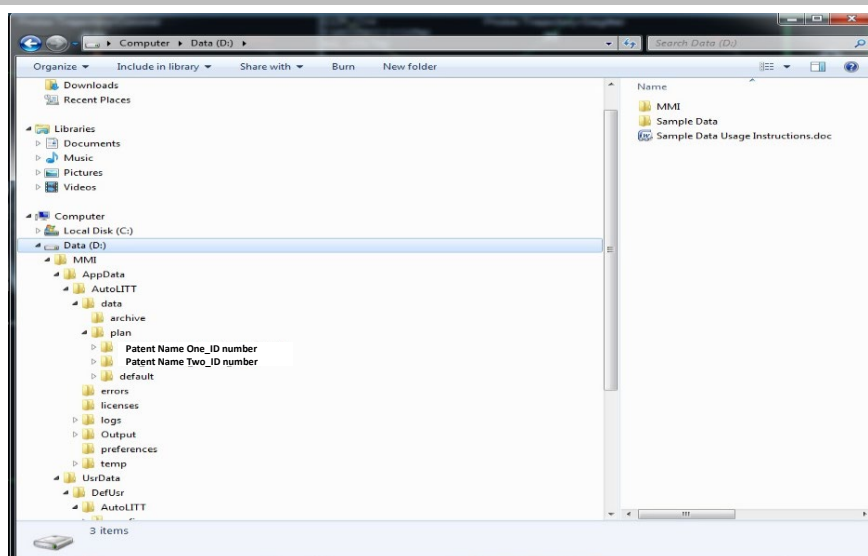 Computer ▸ Data (D:) ▸
Search Data (D:)
Organize Include in library Share with Burn New folder
Downloads
Recent Places
Libraries
Documents
Music
Pictures
Videos
Computer
Local Disk (C:)
Data (D:)
MMI
AppData
AutoLITT
data
archive
plan
Patent Name One_ID number
Patent Name Two_ID number
default
errors
licenses
logs
Output
preferences
temp
UsrData
DefUsr
AutoLITT
Name
MMI
Sample Data
Sample Data Usage Instructions.doc
3 items